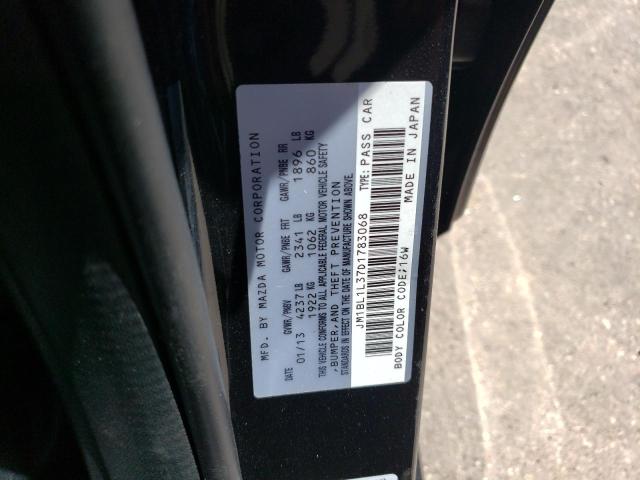 MFD. BY MAZDA MOTOR CORPORATION
DATE GVWR/PNBV GAWR/PNBE FRT GAWR/PNBE RR
01/13 4237 LB 2341 LB 1896 LB
1922 KG 1062 KG 860 KG
THIS VEHICLE CONFORMS TO ALL APPLICABLE FEDERAL MOTOR VEHICLE SAFETY
,BUMPER,AND THEFT PREVENTION
STANDARDS IN EFFECT ON THE DATE OF MANUFACTURE SHOWN ABOVE.
JM1BL1L37D1783068 TYPE: PASS CAR
BODY COLOR CODE;16W MADE IN JAPAN